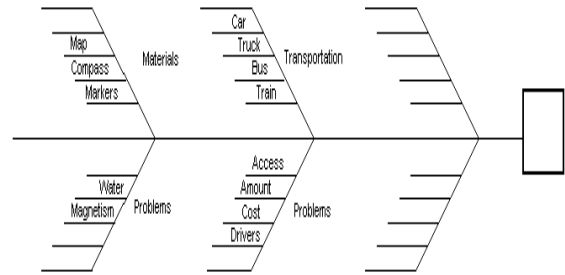 Car
Map
Truck
Materials
Transportation
Compass
Bus
Markers
Train
Access
Water
Amount
Magnetism
Problems
Cost
Problems
Drivers